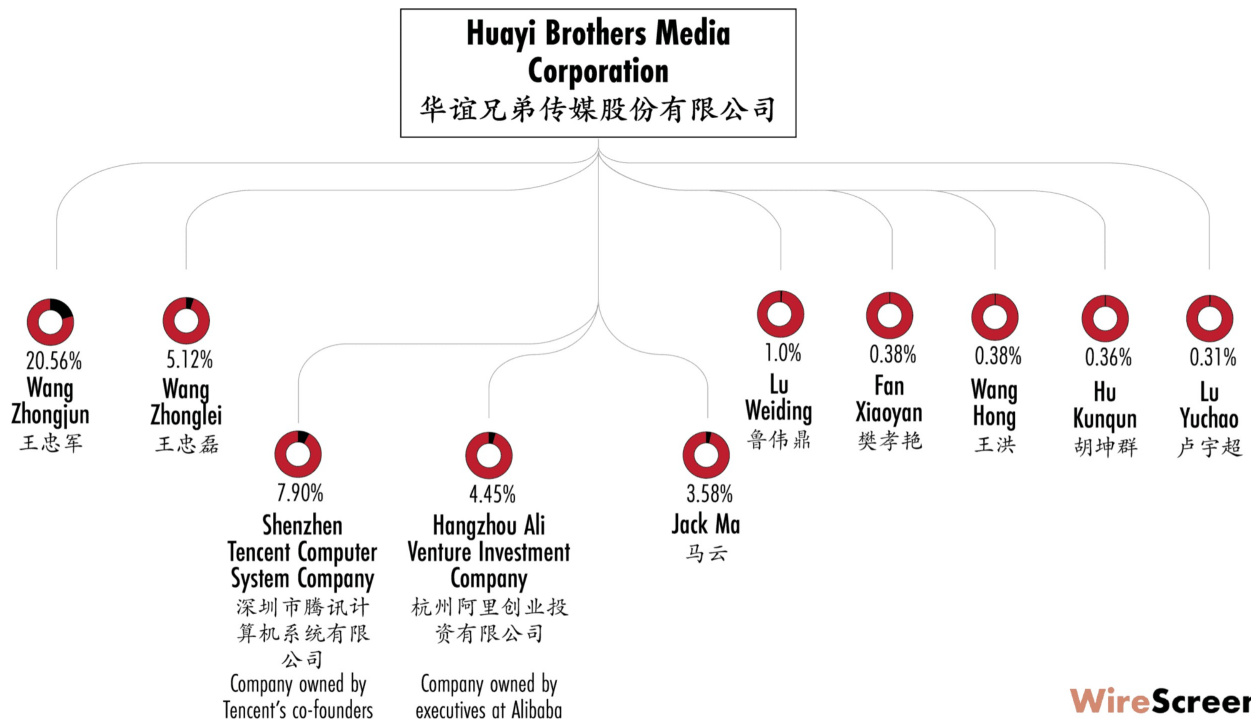 Huayi Brothers Media
Corporation
华谊兄弟传媒股份有限公司
20.56%
Wang
Zhongjun
王忠军
5.12%
Wang
Zhonglei
王忠磊
7.90%
Shenzhen
Tencent Computer
System Company
深圳市腾讯计
算机系统有限
公司
Company owned by
Tencent's co-founders
4.45%
Hangzhou Ali
Venture Investment
Company
杭州阿里创业投
资有限公司
Company owned by
executives at Alibaba
3.58%
Jack Ma
马云
1.0%
Lu
Weiding
鲁伟鼎
0.38%
Fan
Xiaoyan
樊孝艳
0.38%
Wang
Hong
王洪
0.36%
Hu
Kunqun
胡坤群
0.31%
Lu
Yuchao
卢宇超
WireScreen